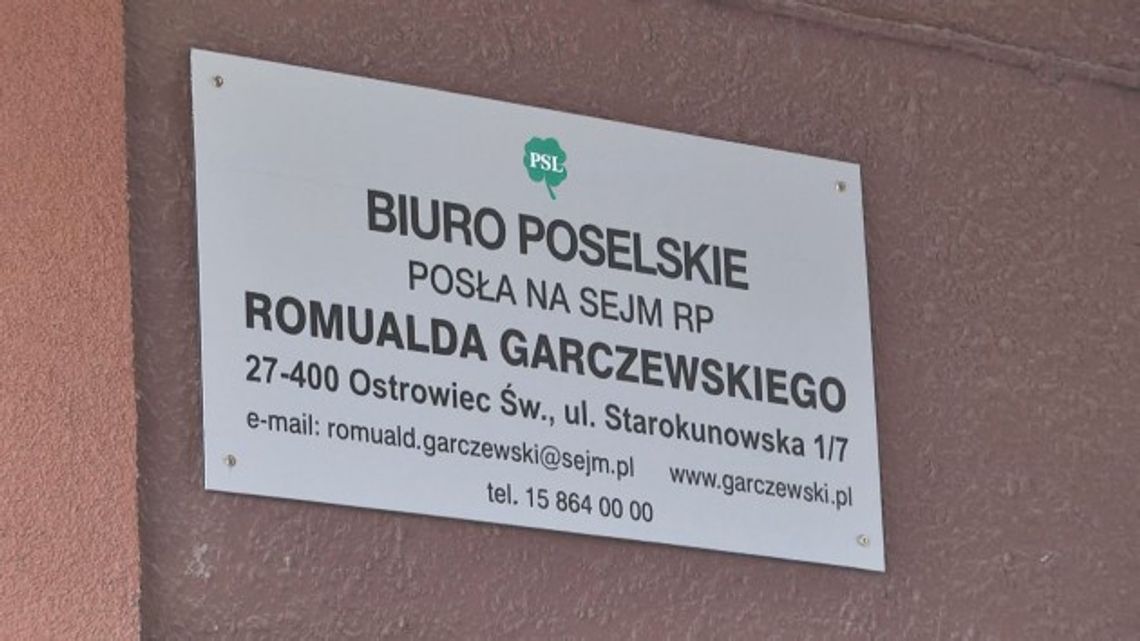 PSL
BIURO POSELSKIE
POSŁA NA SEJM RP
ROMUALDA GARCZEWSKIEGO
27-400 Ostrowiec Św., ul. Starokunowska 1/7
e-mail: romuald.garczewski@sejm.pl www.garczewski.pl
tel. 15 864 00 00